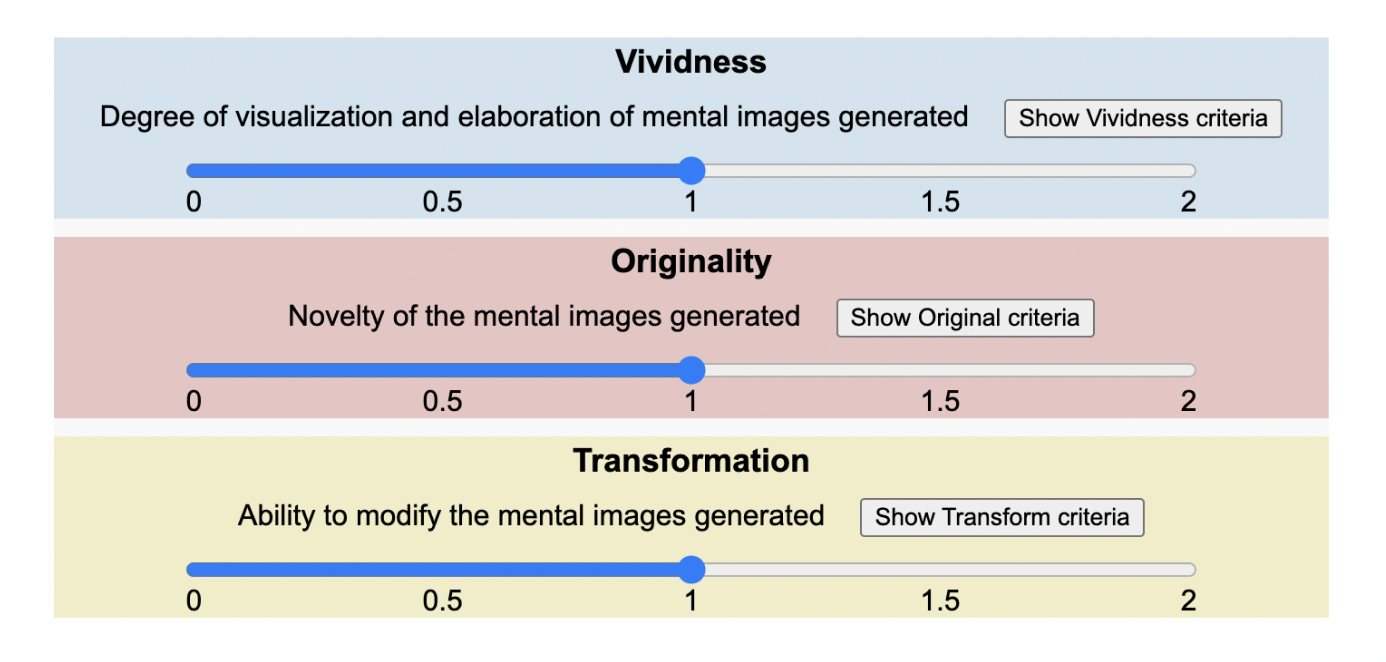 Vividness
Degree of visualization and elaboration of mental images generated Show Vividness criteria
0 0.5 1 1.5 2
Originality
Novelty of the mental images generated Show Original criteria
0 0.5 1 1.5 2
Transformation
Ability to modify the mental images generated Show Transform criteria
0 0.5 1 1.5 2